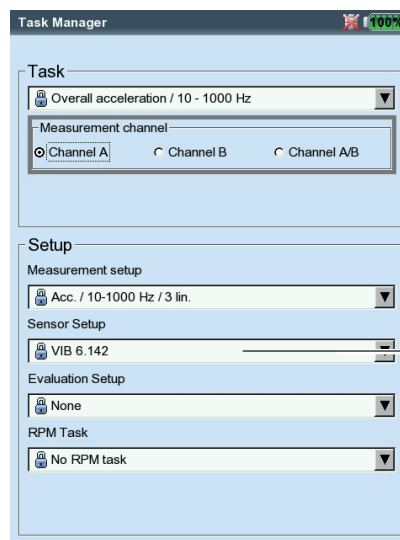 Task Manager 100%
Task
Overall acceleration / 10 - 1000 Hz
Measurement channel
Channel A Channel B Channel A/B
Setup
Measurement setup
Acc. / 10-1000 Hz / 3 lin.
Sensor Setup
VIB 6.142
Evaluation Setup
None
RPM Task
No RPM task